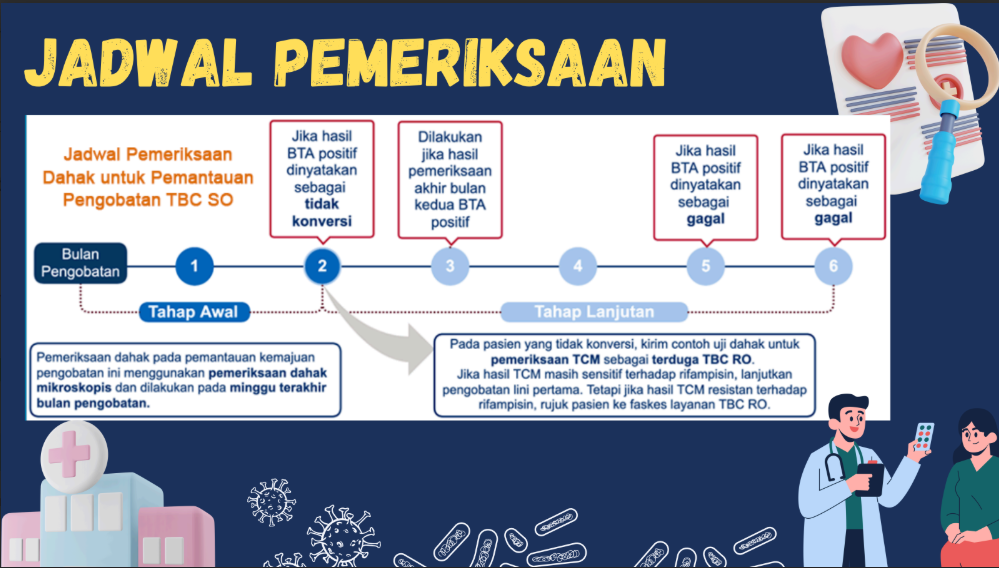 JADWAL PEMERIKSAAN
Jadwal Pemeriksaan
Dahak untuk Pemantauan
Pengobatan TBC SO
Jika hasil
BTA positif
dinyatakan
sebagai
tidak
konversi
Dilakukan
jika hasil
pemeriksaan
akhir bulan
kedua BTA
positif
Jika hasil
BTA positif
dinyatakan
sebagai
gagal
Jika hasil
BTA positif
dinyatakan
sebagai
gagal
Bulan
Pengobatan
1
2
3
4
5
6
Tahap Awal
Tahap Lanjutan
Pemeriksaan dahak pada pemantauan kemajuan
pengobatan ini menggunakan pemeriksaan dahak
mikroskopis dan dilakukan pada minggu terakhir
bulan pengobatan.
Pada pasien yang tidak konversi, kirim contoh uji dahak untuk
pemeriksaan TCM sebagai terduga TBC RO.
Jika hasil TCM masih sensitif terhadap rifampisin, lanjutkan
pengobatan lini pertama. Tetapi jika hasil TCM resistan terhadap
rifampisin, rujuk pasien ke faskes layanan TBC RO.